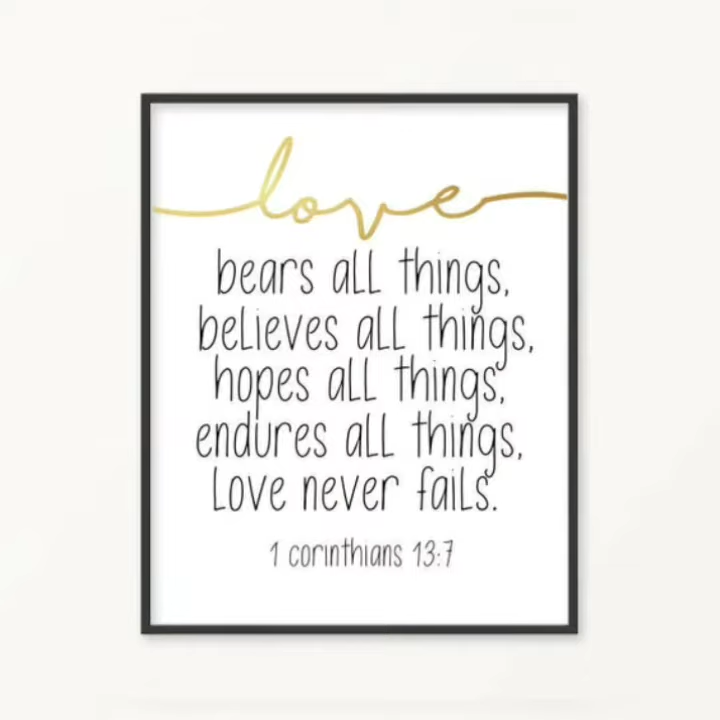 love
bears all things,
believes all things,
hopes all things,
endures all things,
Love never fails.
1 corinthians 13:7